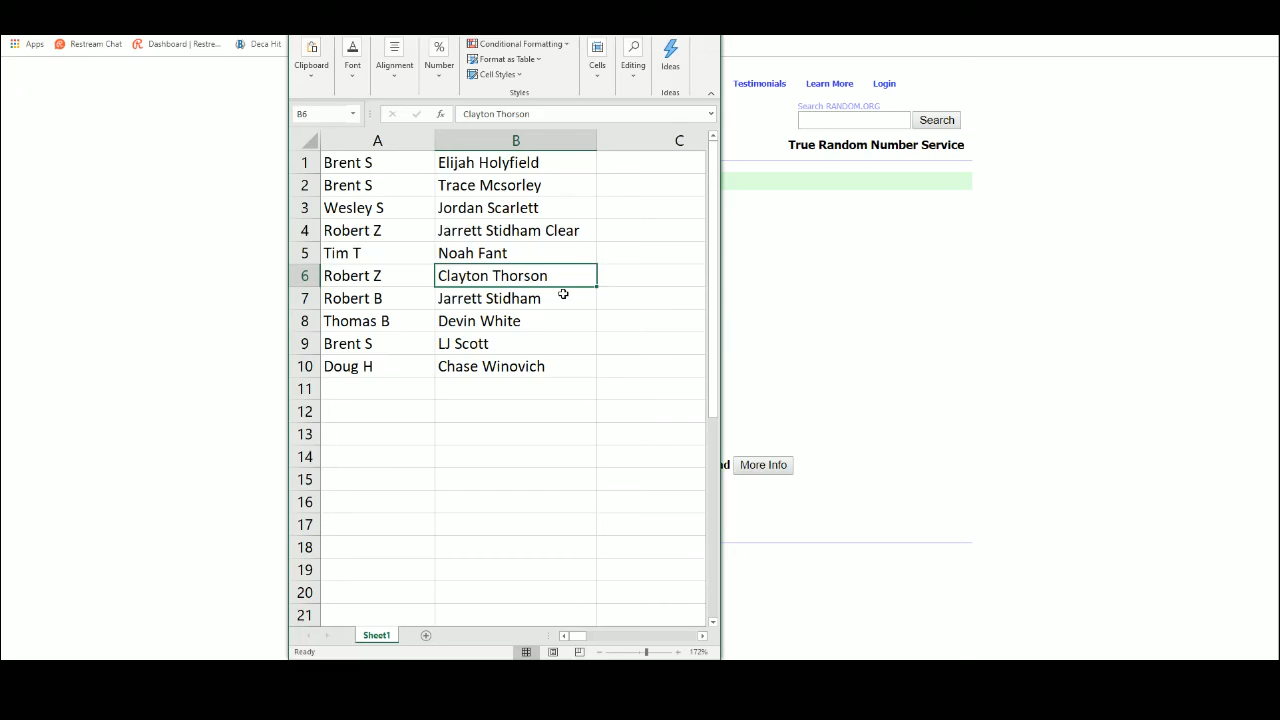 Apps Restream Chat Dashboard | Restre... Deca Hit
Clipboard Font Alignment Number Conditional Formatting Format as Table Cell Styles Styles Cells Editing Ideas Ideas
B6 fx Clayton Thorson
A B C
1 Brent S Elijah Holyfield
2 Brent S Trace Mcsorley
3 Wesley S Jordan Scarlett
4 Robert Z Jarrett Stidham Clear
5 Tim T Noah Fant
6 Robert Z Clayton Thorson
7 Robert B Jarrett Stidham
8 Thomas B Devin White
9 Brent S LJ Scott
10 Doug H Chase Winovich
11
12
13
14
15
16
17
18
19
20
21
Sheet1
Ready 172%
Testimonials Learn More Login
Search RANDOM.ORG
Search
True Random Number Service
More Info